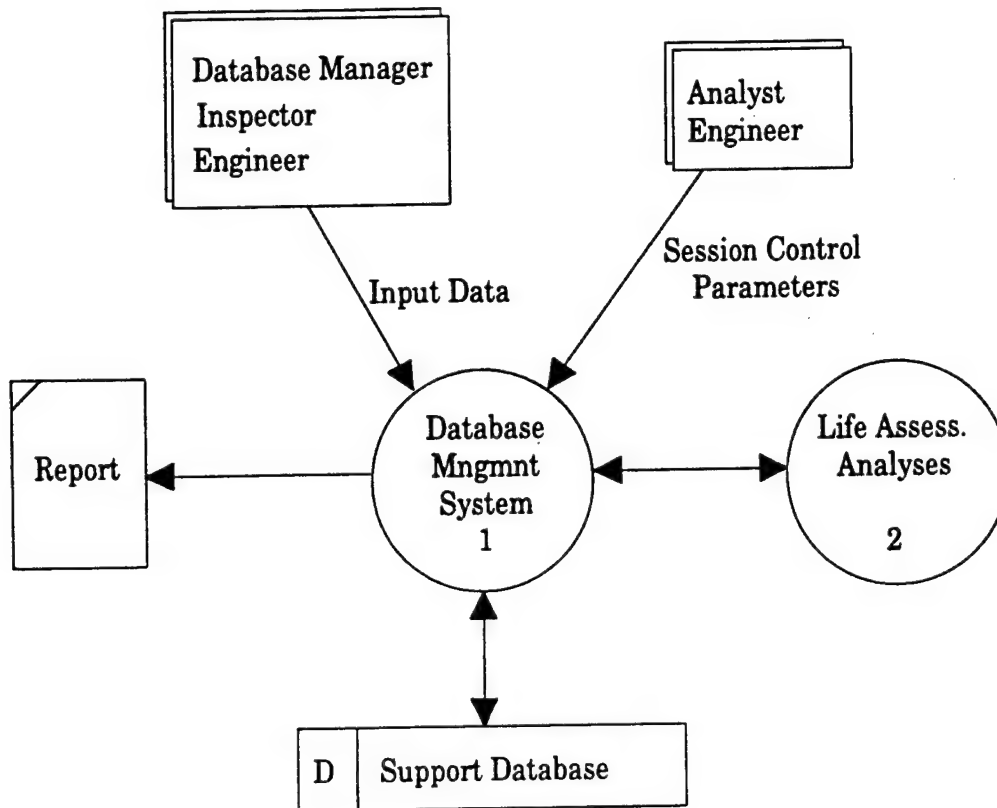 Database Manager
Inspector
Engineer
Analyst
Engineer
Input Data
Session Control
Parameters
Report
Database
Mngmnt
System
1
Life Assess.
Analyses
2
D
Support Database